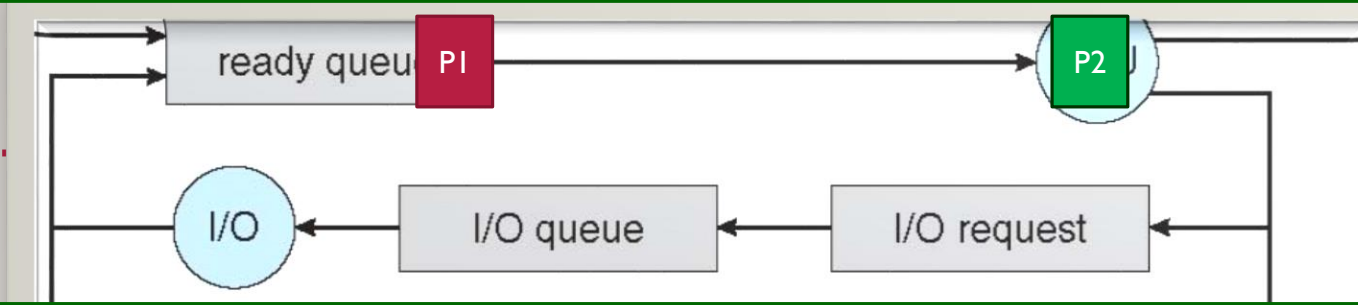 ready queu P1
P2
I/O
I/O queue
I/O request